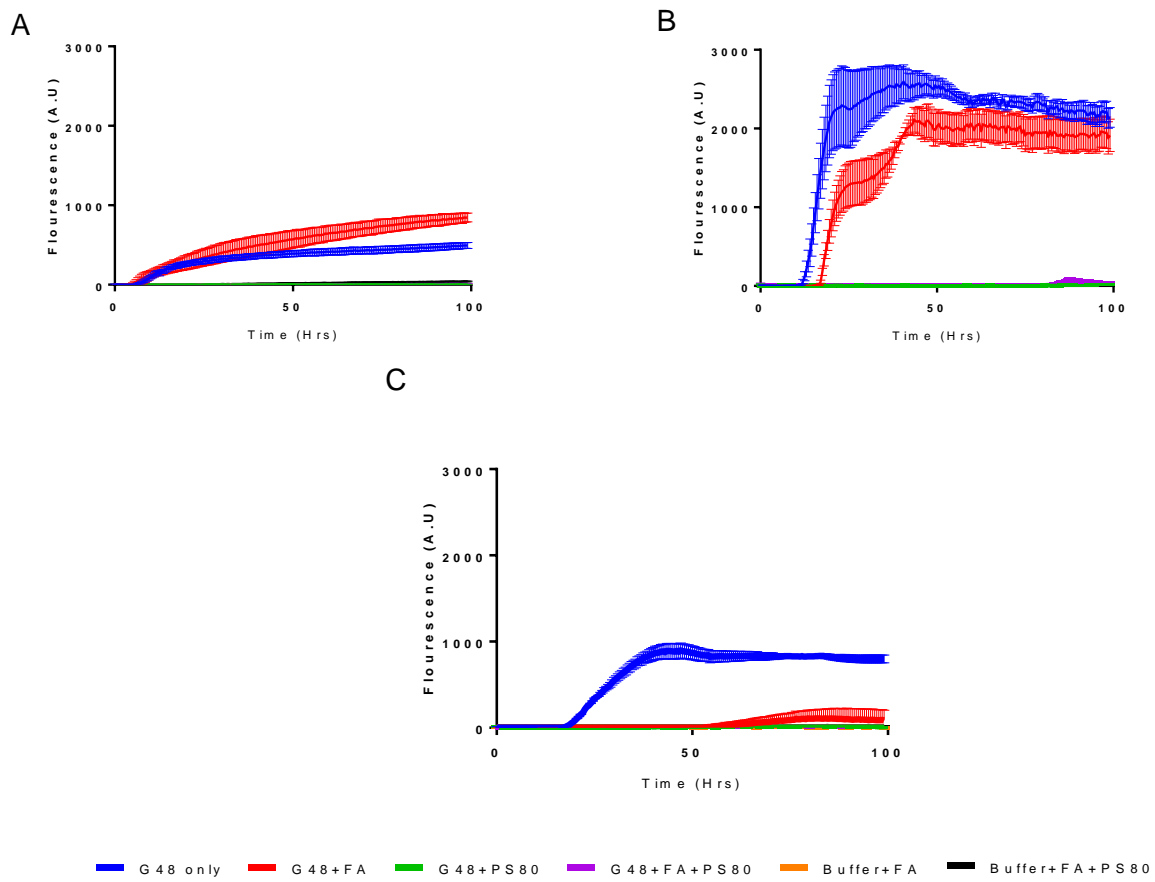 A
3000
2000
1000
0
Flourescence (A.U)
0 50 100
Time (Hrs)
B
3000
2000
1000
0
Flourescence (A.U)
0 50 100
Time (Hrs)
C
3000
2000
1000
0
Flourescence (A.U)
0 50 100
Time (Hrs)
G48 only G48+FA G48+PS80 G48+FA+PS80 Buffer+FA Buffer+FA+PS80